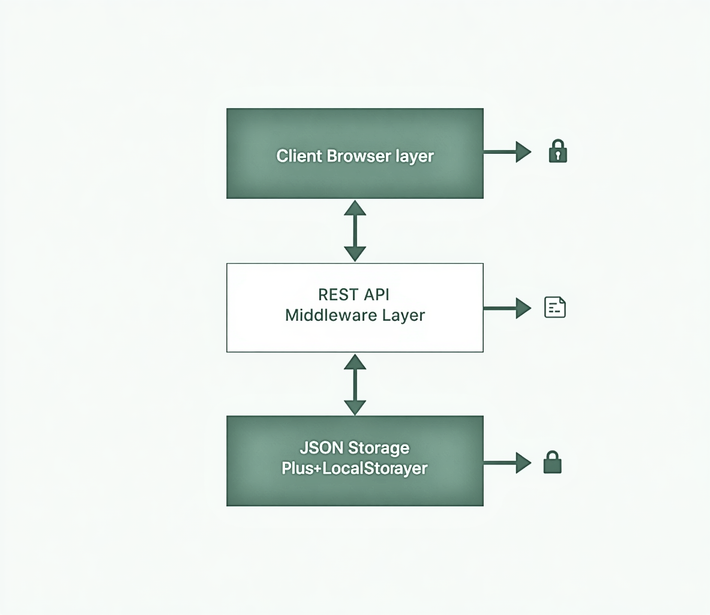 Client Browser layer
REST API
Middleware Layer
JSON Storage
Plus+LocalStorayer